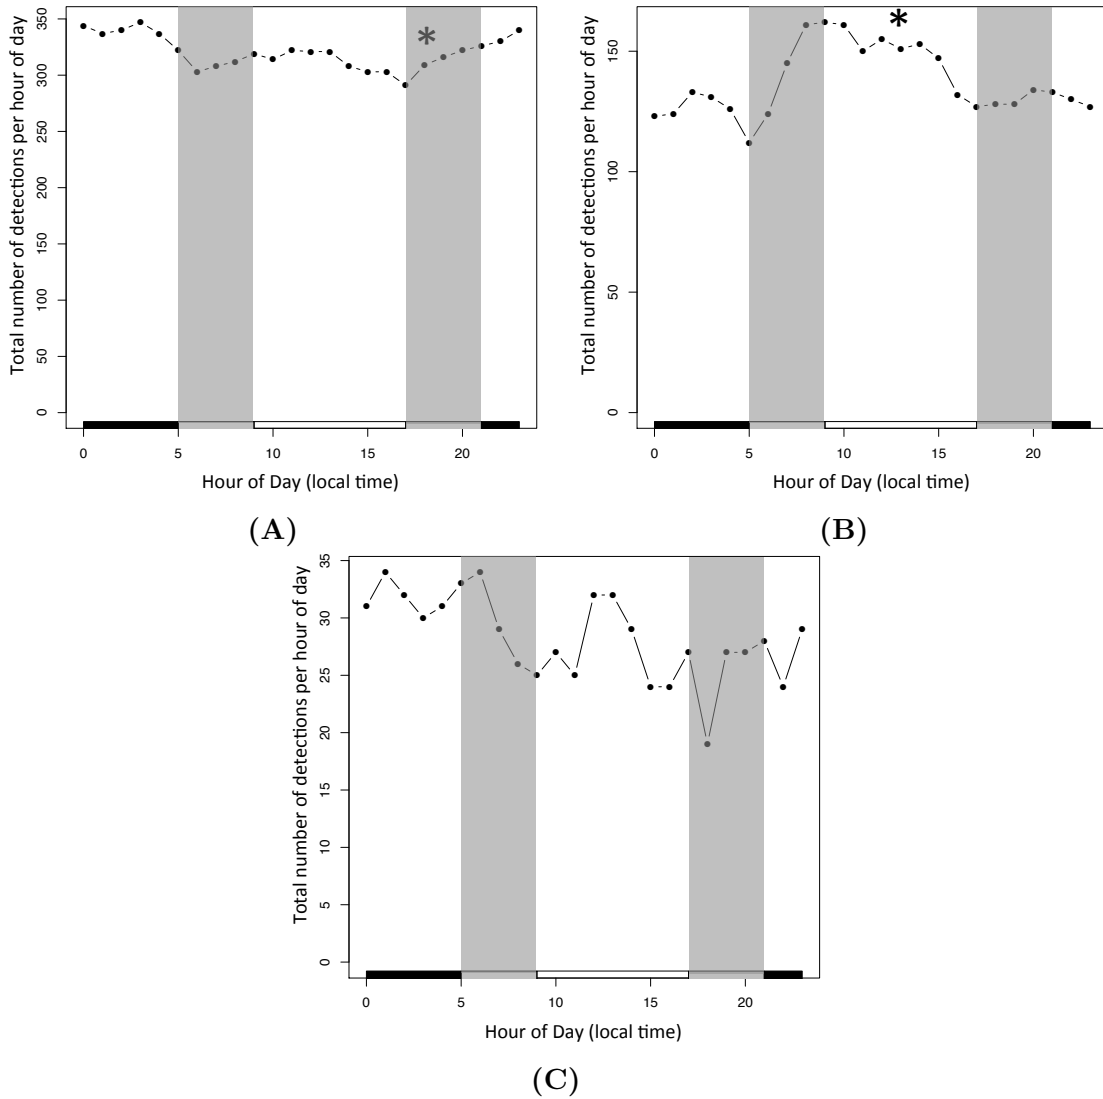 Total number of detections per hour of day
350
300
250
200
150
100
50
0
*
0 5 10 15 20
Hour of Day (local time)
(A)
Total number of detections per hour of day
150
100
50
0
*
0 5 10 15 20
Hour of Day (local time)
(B)
Total number of detections per hour of day
35
30
25
20
15
10
5
0
0 5 10 15 20
Hour of Day (local time)
(C)